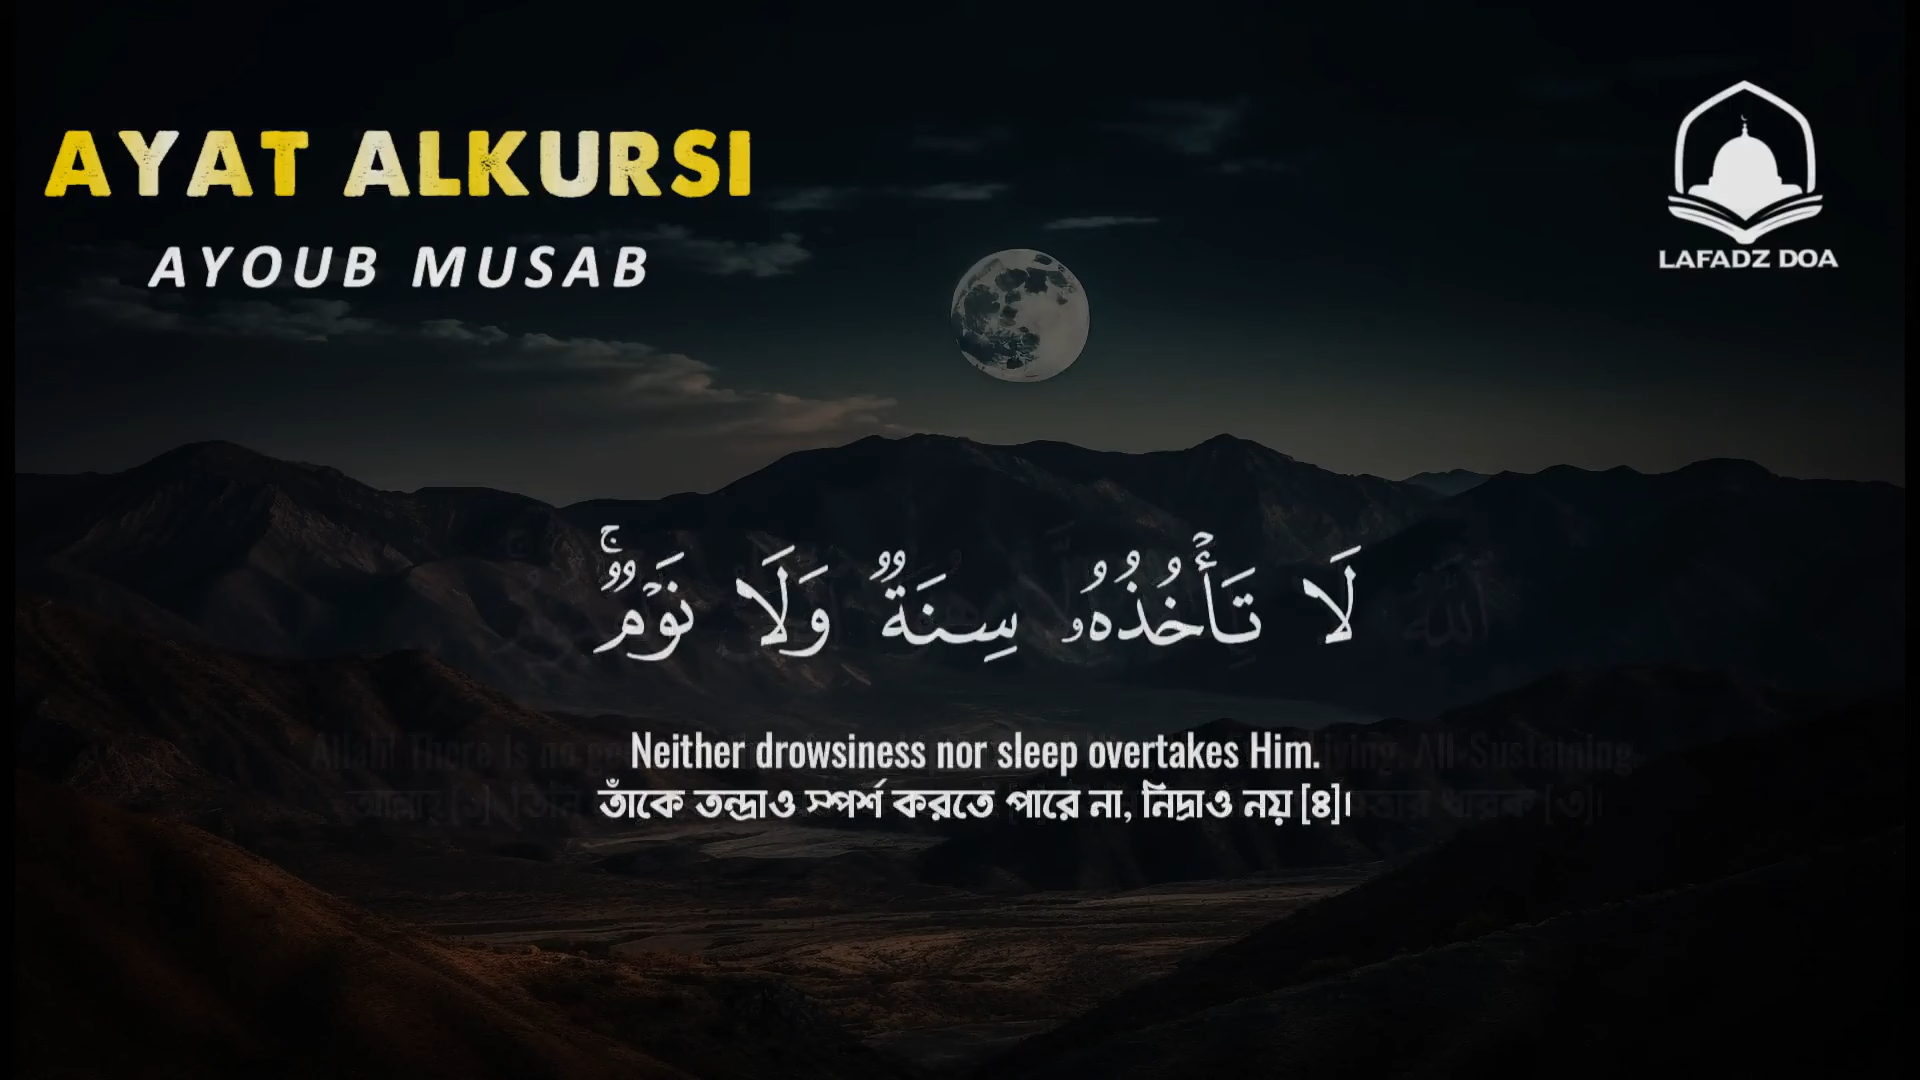 AYAT ALKURSI
AYOUB MUSAB
LAFADZ DOA
لَا تَأْخُذُهُۥ سِنَةٌ وَلَا نَوْمٌ ۚ
Neither drowsiness nor sleep overtakes Him.
তাঁকে তন্দ্রাও স্পর্শ করতে পারে না, নিদ্রাও নয় [৪]।